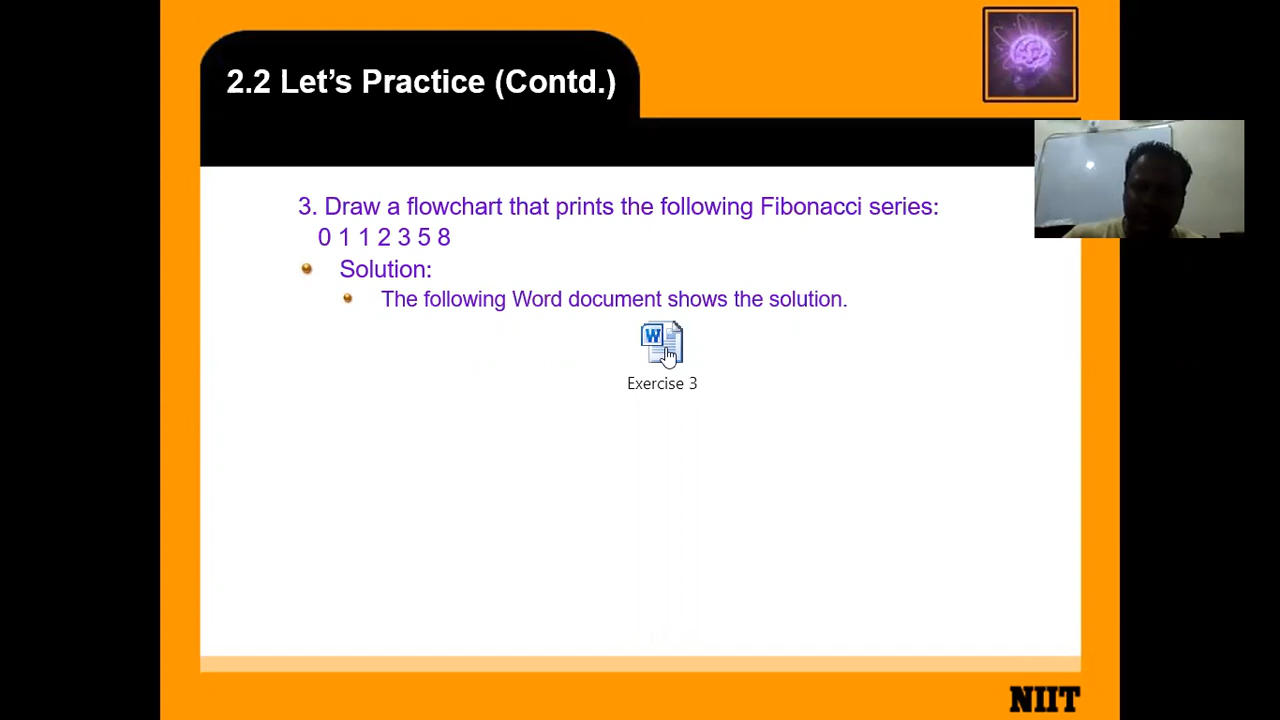 2.2 Let’s Practice (Contd.)
3. Draw a flowchart that prints the following Fibonacci series:
0 1 1 2 3 5 8
Solution:
The following Word document shows the solution.
W
Exercise 3
NIIT